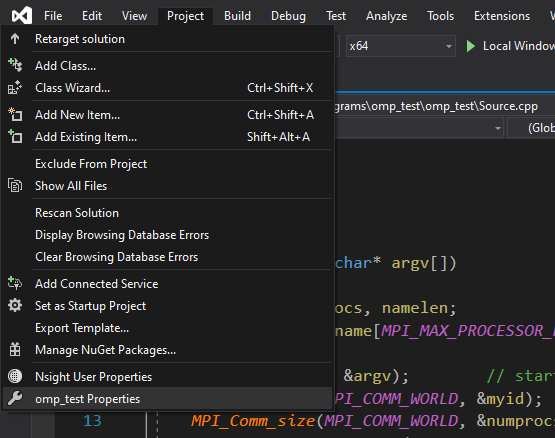 File Edit View Project Build Debug Test Analyze Tools Extensions Window
Retarget solution
x64 Local Window
Add Class...
Class Wizard... Ctrl+Shift+X
grams\omp_test\omp_test\Source.cpp
Add New Item... Ctrl+Shift+A
(Glob
Add Existing Item... Shift+Alt+A
Exclude From Project
Show All Files
Rescan Solution
Display Browsing Database Errors
Clear Browsing Database Errors
char* argv[])
Add Connected Service
Set as Startup Project
ocs, namelen;
Export Template...
name[MPI_MAX_PROCESSOR_
Manage NuGet Packages...
Nsight User Properties
&argv); // star
omp_test Properties
PI_COMM_WORLD, &myid);
13 MPI_Comm_size(MPI_COMM_WORLD, &numprocs